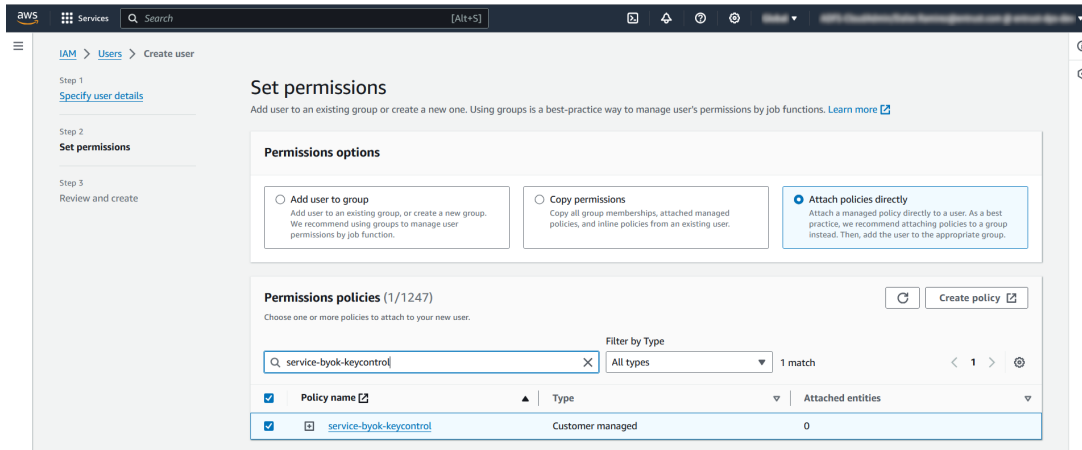 aws
Services
Search
[Alt+S]
IAM > Users > Create user
Step 1
Specify user details
Step 2
Set permissions
Step 3
Review and create
Set permissions
Add user to an existing group or create a new one. Using groups is a best-practice way to manage user's permissions by job functions. Learn more
Permissions options
Add user to group
Add user to an existing group, or create a new group.
We recommend using groups to manage user
permissions by job function.
Copy permissions
Copy all group memberships, attached managed
policies, and inline policies from an existing user.
Attach policies directly
Attach a managed policy directly to a user. As a best
practice, we recommend attaching policies to a group
instead. Then, add the user to the appropriate group.
Permissions policies (1/1247)
Create policy
Choose one or more policies to attach to your new user.
Filter by Type
service-byok-keycontrol
All types
1 match
1
Policy name
Type
Attached entities
service-byok-keycontrol
Customer managed
0